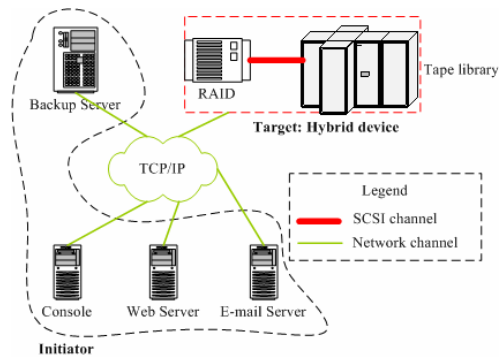 Backup Server
RAID
Tape library
Target: Hybrid device
TCP/IP
Legend
SCSI channel
Network channel
Console
Web Server
E-mail Server
Initiator